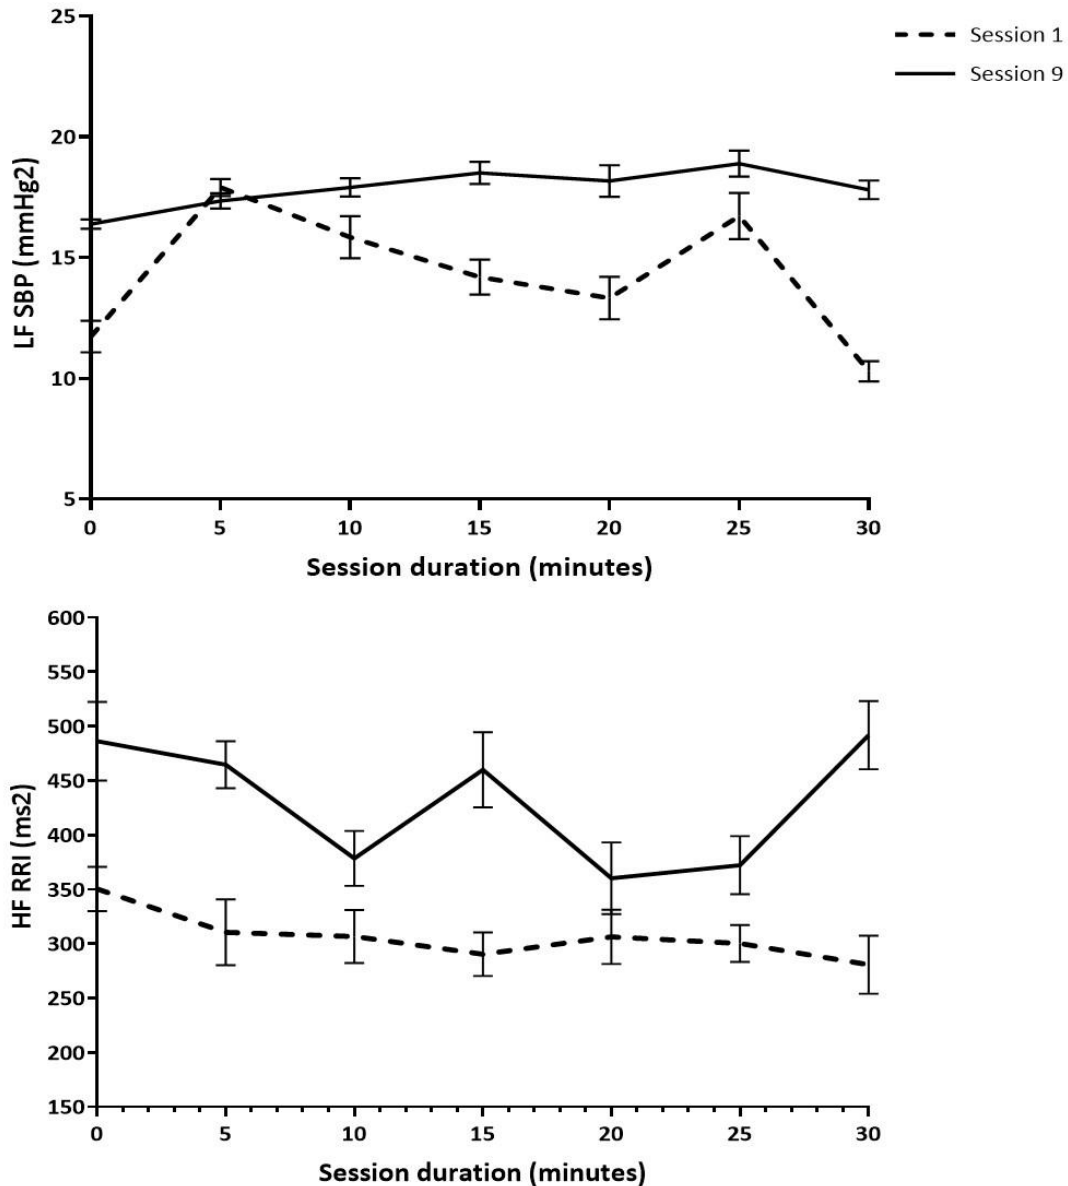 25
Session 1
Session 9
20
LF SBP (mmHg2)
15
10
5
0 5 10 15 20 25 30
Session duration (minutes)
600
550
500
450
400
HF RRI (ms2)
350
300
250
200
150
0 5 10 15 20 25 30
Session duration (minutes)